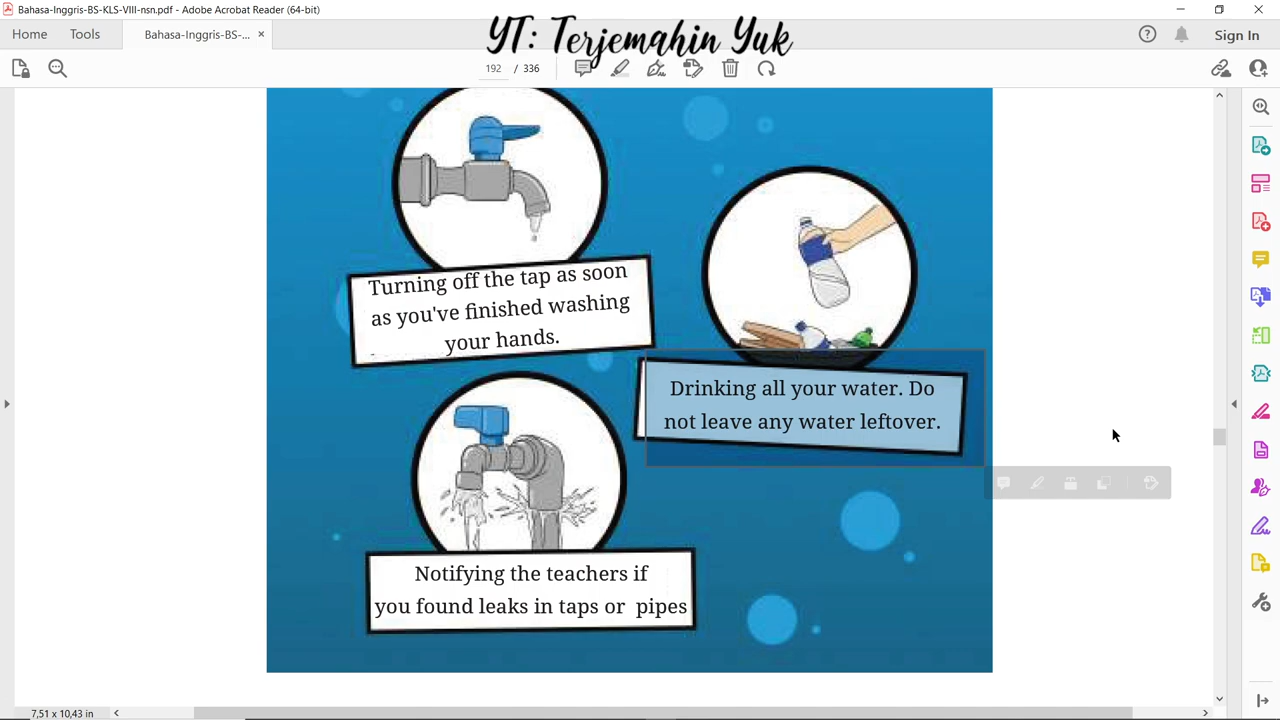 Bahasa-Inggris-BS-KLS-VIII-nsn.pdf - Adobe Acrobat Reader (64-bit)
YT: Terjemahin Yuk
Home
Tools
Bahasa-Inggris-BS-...
Sign In
192 / 336
Turning off the tap as soon
as you've finished washing
your hands.
Drinking all your water. Do
not leave any water leftover.
Notifying the teachers if
you found leaks in taps or pipes
7,51 x 10,43 in